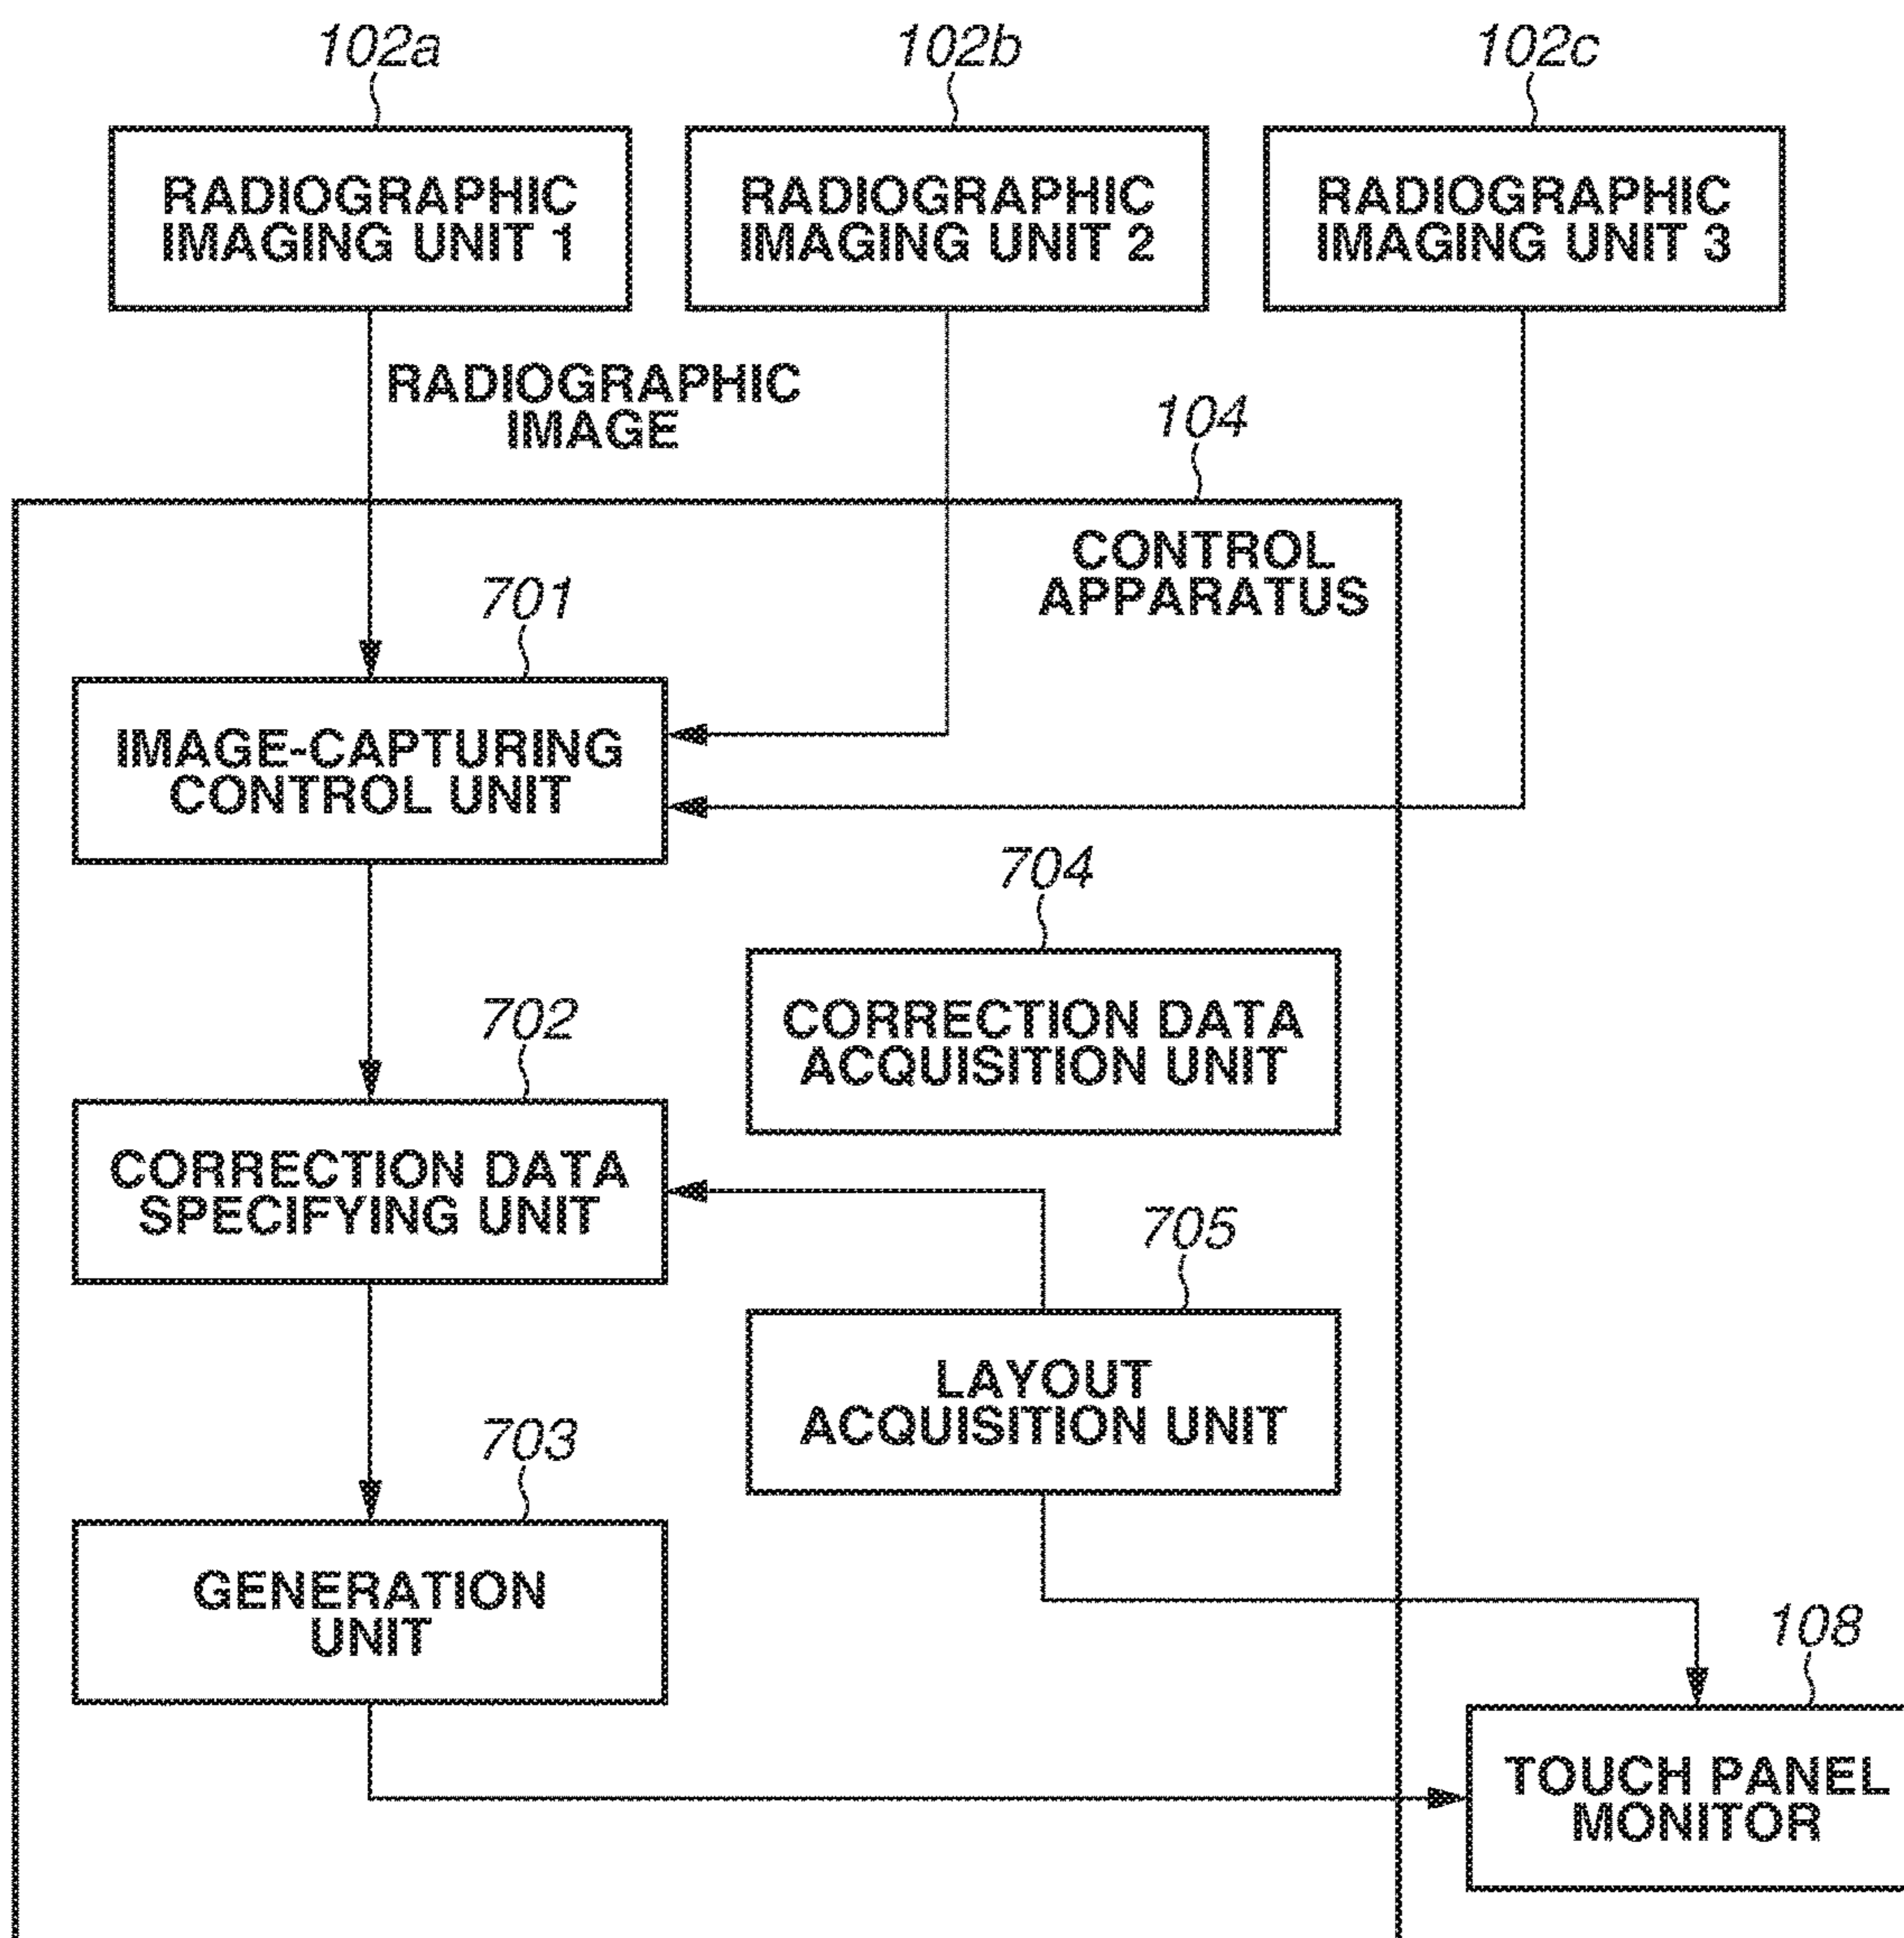 102a
102b
102c
RADIOGRAPHIC
IMAGING UNIT 1
RADIOGRAPHIC
IMAGING UNIT 2
RADIOGRAPHIC
IMAGING UNIT 3
RADIOGRAPHIC
IMAGE
104
CONTROL
APPARATUS
701
IMAGE-CAPTURING
CONTROL UNIT
704
CORRECTION DATA
ACQUISITION UNIT
702
CORRECTION DATA
SPECIFYING UNIT
705
LAYOUT
ACQUISITION UNIT
703
GENERATION
UNIT
108
TOUCH PANEL
MONITOR